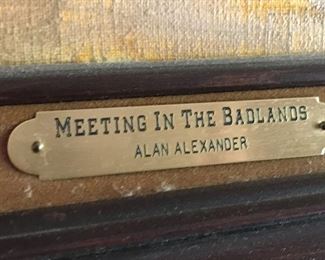 MEETING IN THE BADLANDS
ALAN ALEXANDER